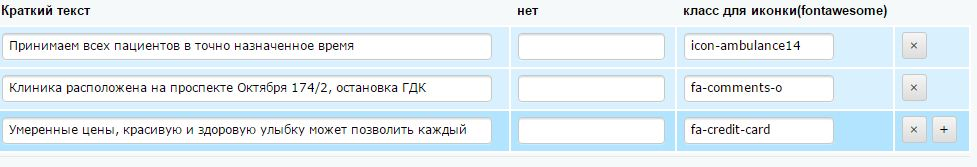 Краткий текст нет класс для иконки(fontawesome)
Принимаем всех пациентов в точно назначенное время icon-ambulance14 ×
Клиника расположена на проспекте Октября 174/2, остановка ГДК fa-comments-o ×
Умеренные цены, красивую и здоровую улыбку может позволить каждый fa-credit-card × +